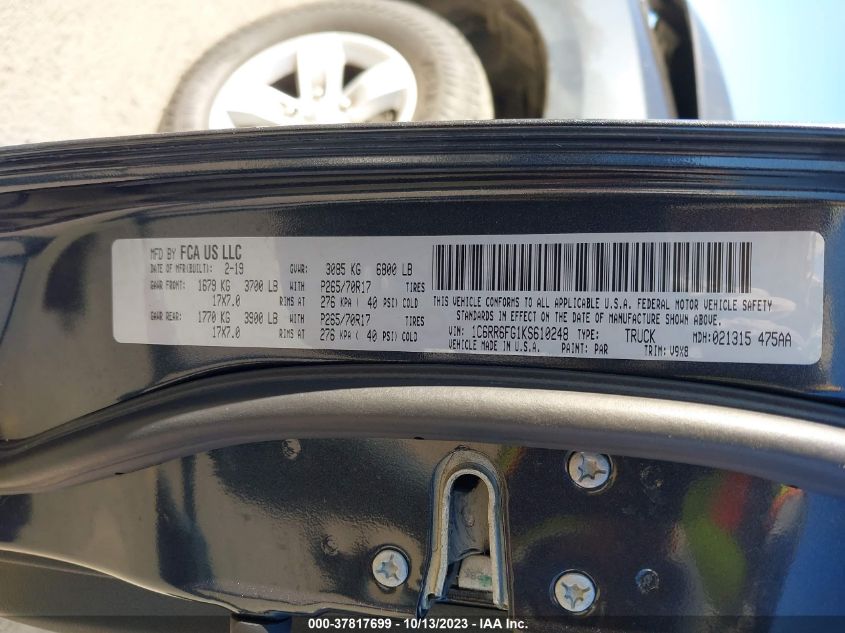 MFD BY FCA US LLC
DATE OF MFR(BUILT): 2-19 GVWR: 3085 KG 6800 LB
GAWR FRONT: 1679 KG 3700 LB WITH P265/70R17 TIRES
17X7.0 RIMS AT 276 KPA ( 40 PSI) COLD
GAWR REAR: 1770 KG 3900 LB WITH P265/70R17 TIRES
17X7.0 RIMS AT 276 KPA ( 40 PSI) COLD
THIS VEHICLE CONFORMS TO ALL APPLICABLE U.S.A. FEDERAL MOTOR VEHICLE SAFETY
STANDARDS IN EFFECT ON THE DATE OF MANUFACTURE SHOWN ABOVE.
VIN: 1C6RR6FG1KS610248 TYPE: TRUCK MDH: 021315 475AA
VEHICLE MADE IN U.S.A. PAINT: PAR TRIM: V9X8
000-37817699 - 10/13/2023 - IAA Inc.